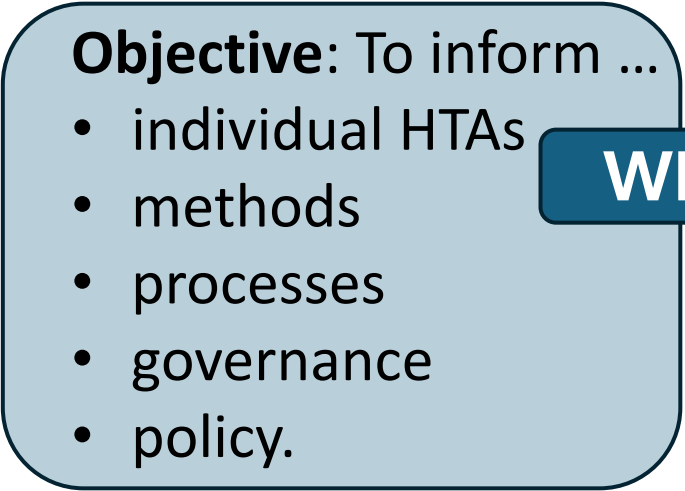 Objective: To inform …
• individual HTAs
• methods
• processes
• governance
• policy.